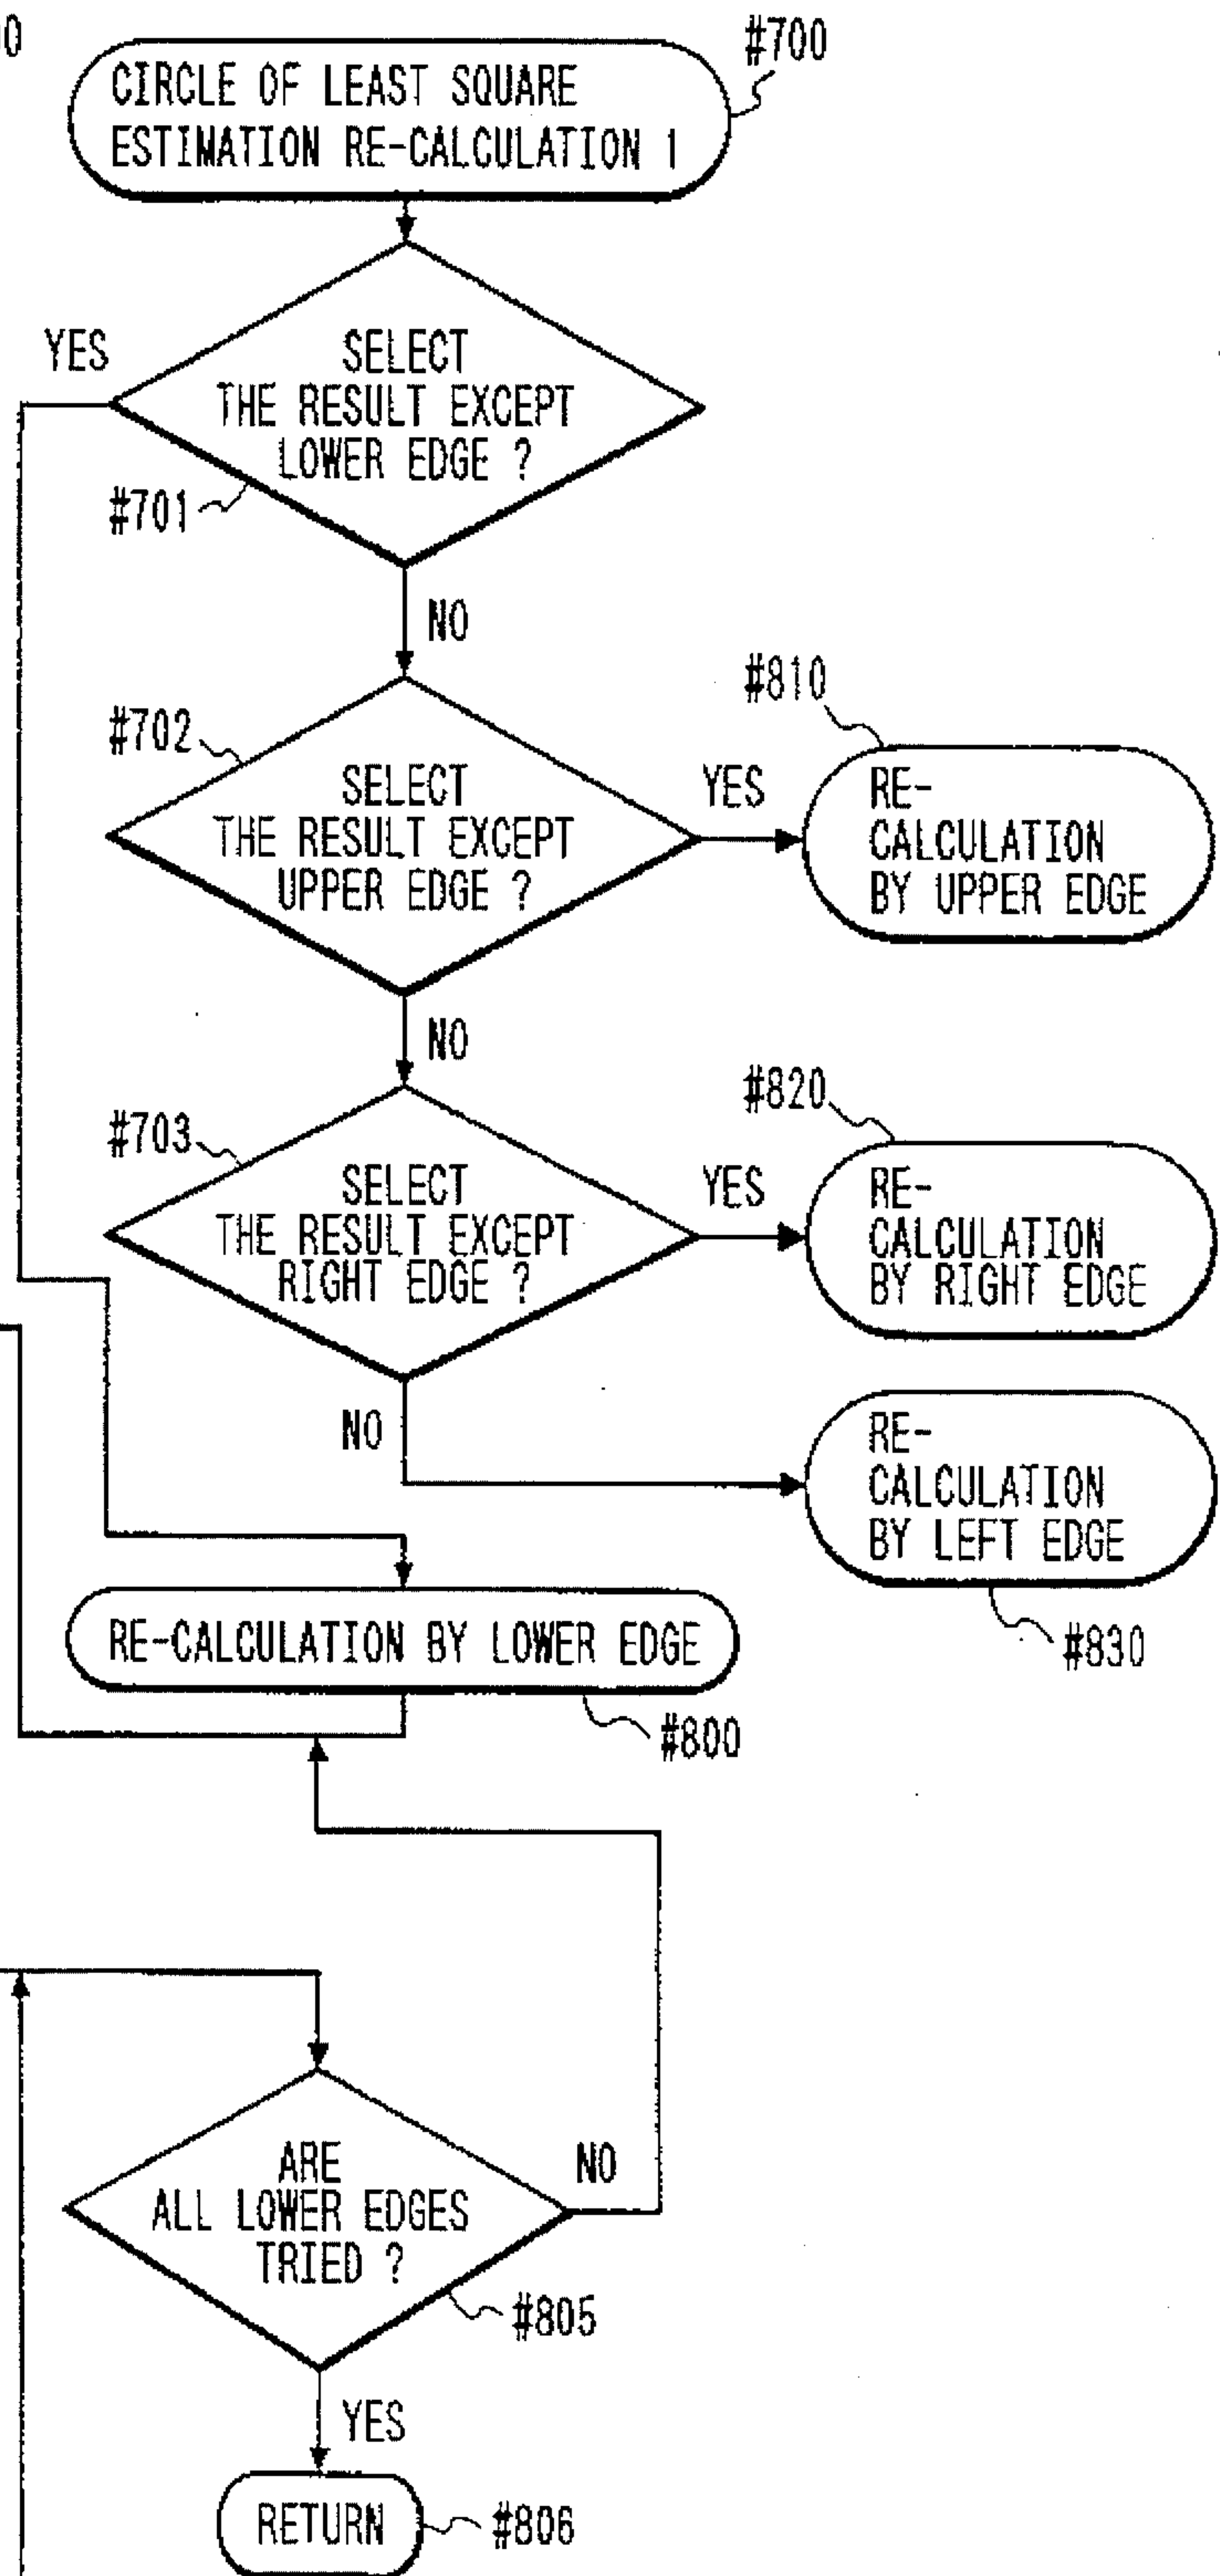 #700
CIRCLE OF LEAST SQUARE
ESTIMATION RE-CALCULATION 1
YES
SELECT
THE RESULT EXCEPT
LOWER EDGE ?
#701
NO
#702
SELECT
THE RESULT EXCEPT
UPPER EDGE ?
YES
#810
RE-
CALCULATION
BY UPPER EDGE
NO
#703
SELECT
THE RESULT EXCEPT
RIGHT EDGE ?
YES
#820
RE-
CALCULATION
BY RIGHT EDGE
NO
RE-
CALCULATION
BY LEFT EDGE
#830
RE-CALCULATION BY LOWER EDGE
#800
ARE
ALL LOWER EDGES
TRIED ?
NO
#805
YES
RETURN
#806